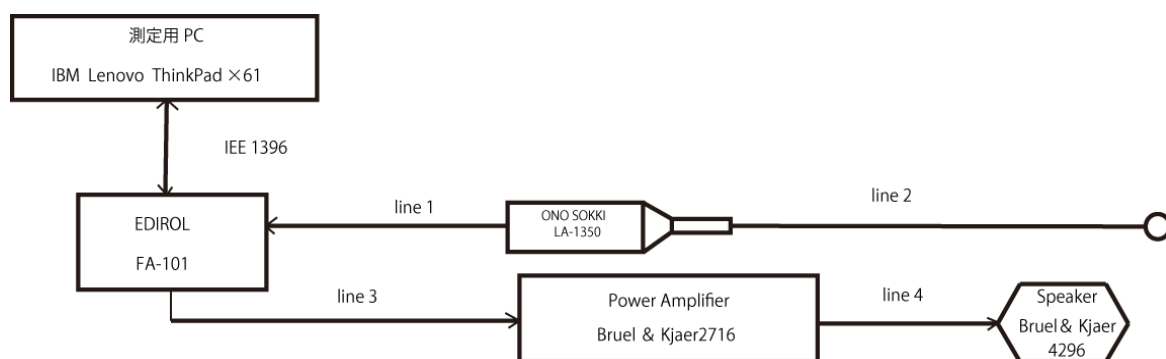 測定用 PC
IBM Lenovo ThinkPad ×61
IEE 1396
EDIROL
FA-101
line 1
ONO SOKKI
LA-1350
line 2
line 3
Power Amplifier
Bruel & Kjaer2716
line 4
Speaker
Bruel & Kjaer
4296